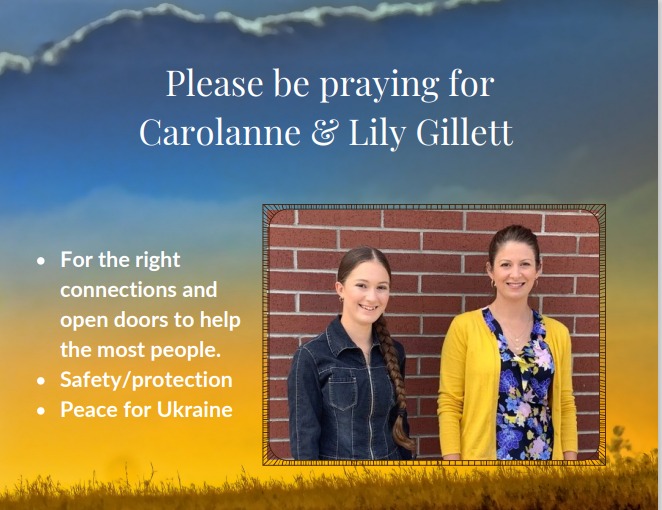 Please be praying for
Carolanne & Lily Gillett
• For the right
connections and
open doors to help
the most people.
• Safety/protection
• Peace for Ukraine